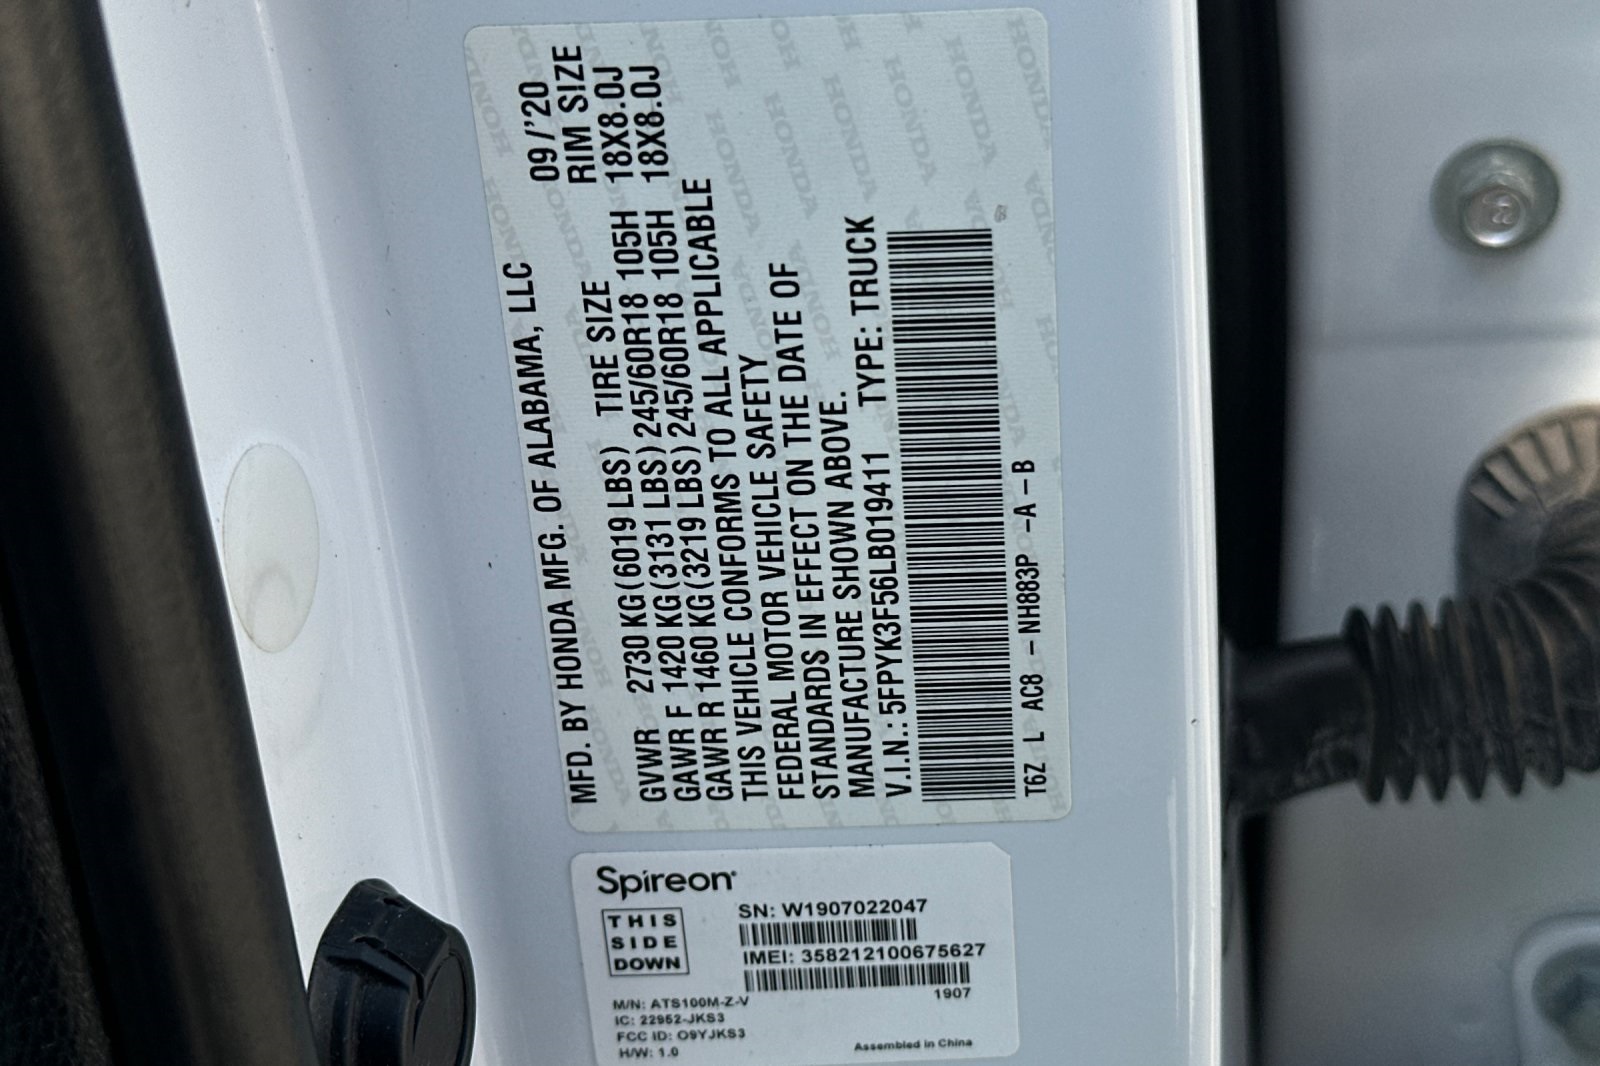 MFD. BY HONDA MFG. OF ALABAMA, LLC 09/'20
TIRE SIZE RIM SIZE
GVWR 2730 KG (6019 LBS)
GAWR F 1420 KG (3131 LBS) 245/60R18 105H 18X8.0J
GAWR R 1460 KG (3219 LBS) 245/60R18 105H 18X8.0J
THIS VEHICLE CONFORMS TO ALL APPLICABLE
FEDERAL MOTOR VEHICLE SAFETY
STANDARDS IN EFFECT ON THE DATE OF
MANUFACTURE SHOWN ABOVE.
V.I.N.: 5FPYK3F56LB019411 TYPE: TRUCK
T6Z L AC8 - NH883P -A - B
Spireon
THIS
SIDE
DOWN
SN: W1907022047
IMEI: 358212100675627
1907
M/N: ATS100M-Z-V
IC: 22952-JKS3
FCC ID: O9YJKS3
H/W: 1.0
Assembled in China